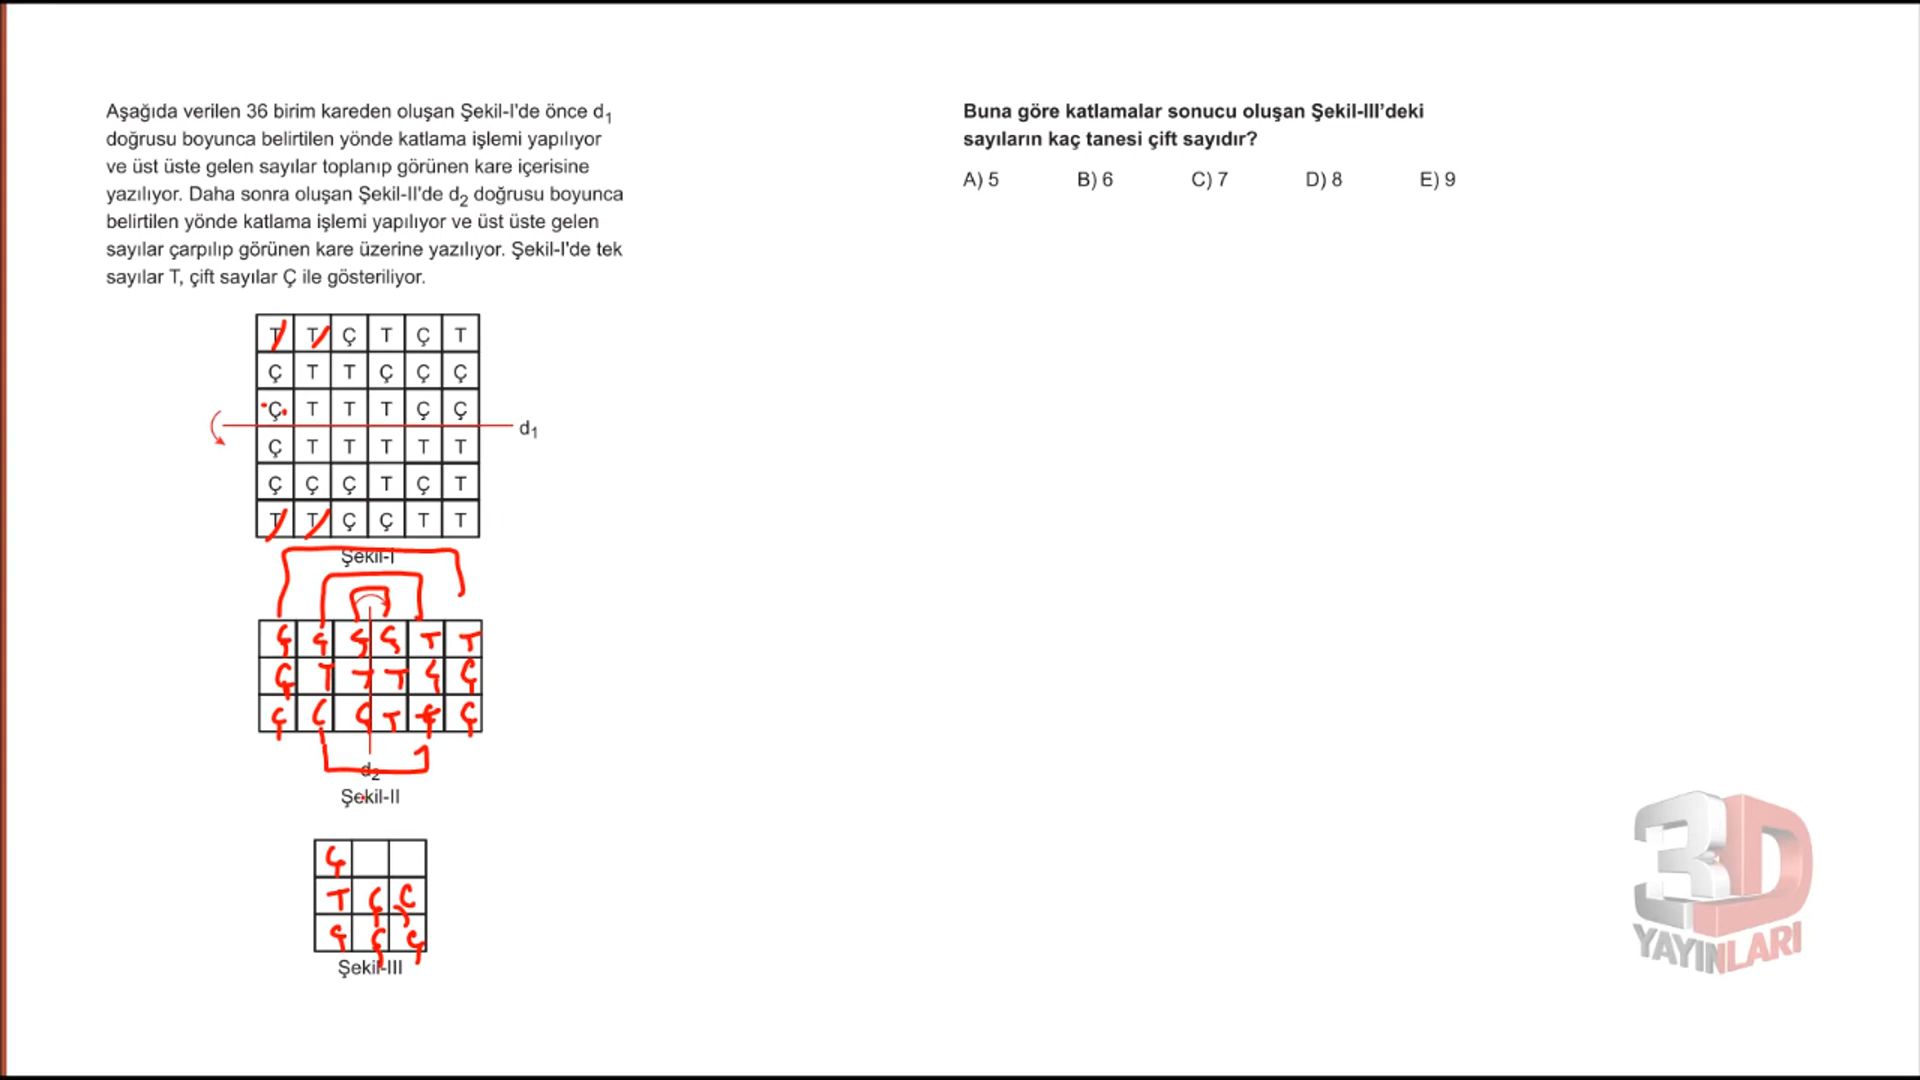 Aşağıda verilen 36 birim kareden oluşan Şekil-I'de önce d₁
doğrusu boyunca belirtilen yönde katlama işlemi yapılıyor
ve üst üste gelen sayılar toplanıp görünen kare içerisine
yazılıyor. Daha sonra oluşan Şekil-II'de d₂ doğrusu boyunca
belirtilen yönde katlama işlemi yapılıyor ve üst üste gelen
sayılar çarpılıp görünen kare üzerine yazılıyor. Şekil-I'de tek
sayılar T, çift sayılar Ç ile gösteriliyor.
T T Ç T Ç T
Ç T T Ç Ç Ç
Ç T T T Ç Ç
d₁
Ç T T T T T
Ç Ç Ç T Ç T
T T Ç Ç T T
Şekil-I
Ç Ç Ç Ç T T
Ç T T T Ç Ç
Ç Ç Ç T Ç Ç
d₂
Şekil-II
Ç
T Ç Ç
Ç Ç Ç
Şekil-III
Buna göre katlamalar sonucu oluşan Şekil-III'deki
sayıların kaç tanesi çift sayıdır?
A) 5 B) 6 C) 7 D) 8 E) 9
3D
YAYINLARI